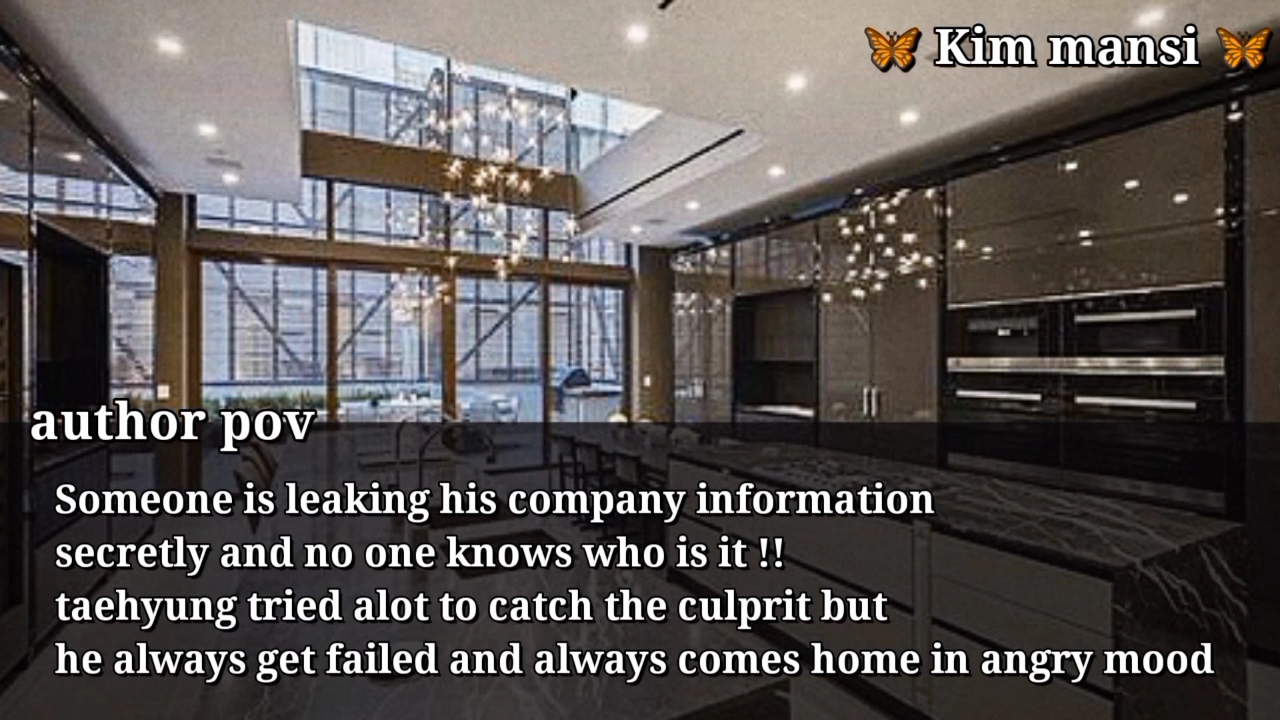 🦋 Kim mansi 🦋
author pov
Someone is leaking his company information
secretly and no one knows who is it !!
taehyung tried alot to catch the culprit but
he always get failed and always comes home in angry mood